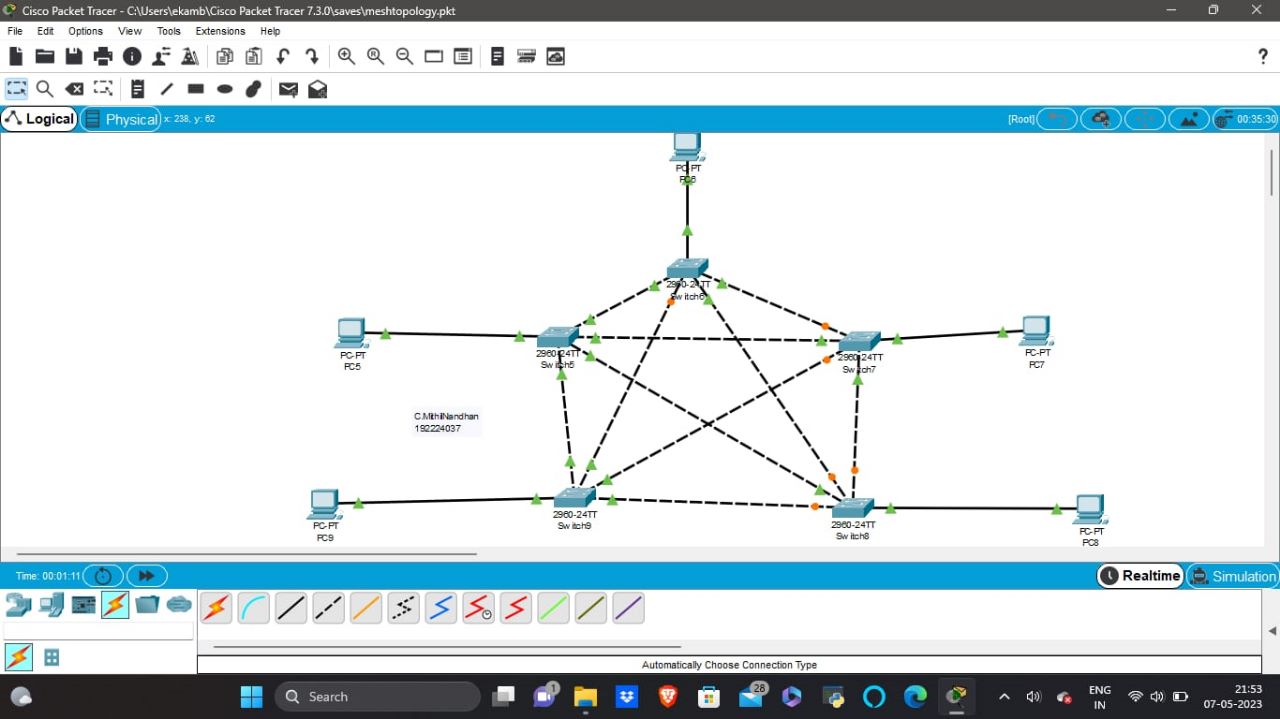 Cisco Packet Tracer - C:\Users\ekamb\Cisco Packet Tracer 7.3.0\saves\meshtopology.pkt
File Edit Options View Tools Extensions Help
Logical Physical x: 238, y: 62 [Root] 00:35:30
PC-PT
PC6
2960-24TT
Switch6
PC-PT
PC5
2960-24TT
Switch5
2960-24TT
Switch7
PC-PT
PC7
C.MithilNandhan
192224037
PC-PT
PC9
2960-24TT
Switch9
2960-24TT
Switch8
PC-PT
PC8
Time: 00:01:11 Realtime Simulation
Automatically Choose Connection Type
Search 1 28 ENG 21:53
IN 07-05-2023